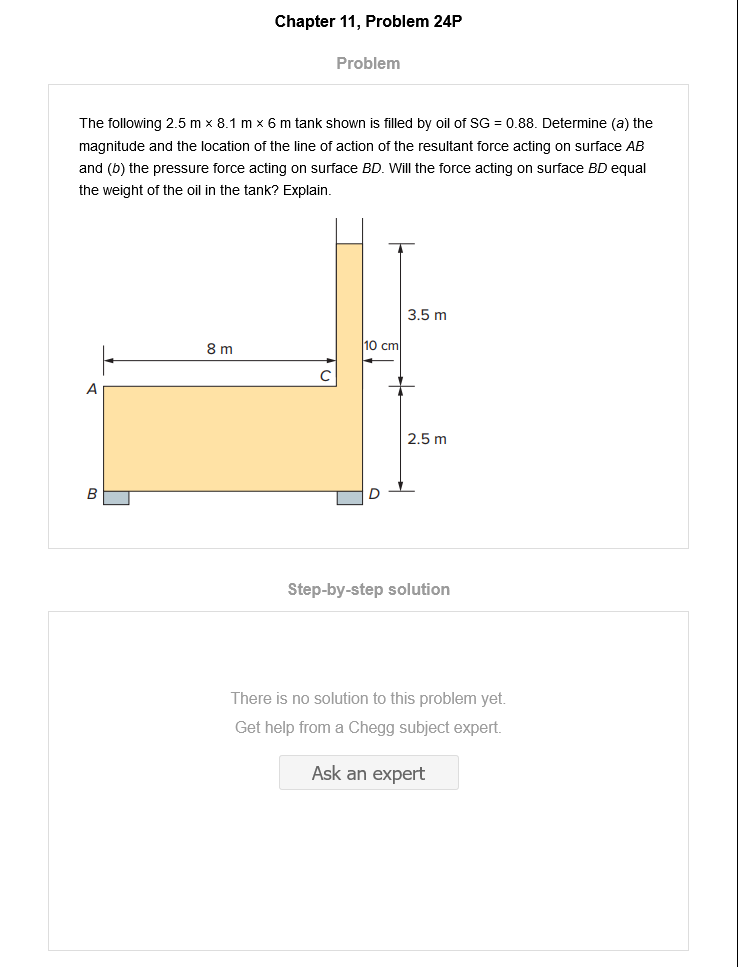 Chapter 11, Problem 24P
Problem
The following 2.5 m × 8.1 m × 6 m tank shown is filled by oil of SG = 0.88. Determine (a) the
magnitude and the location of the line of action of the resultant force acting on surface AB
and (b) the pressure force acting on surface BD. Will the force acting on surface BD equal
the weight of the oil in the tank? Explain.
3.5 m
8 m
10 cm
C
A
2.5 m
B
D
Step-by-step solution
There is no solution to this problem yet.
Get help from a Chegg subject expert.
Ask an expert